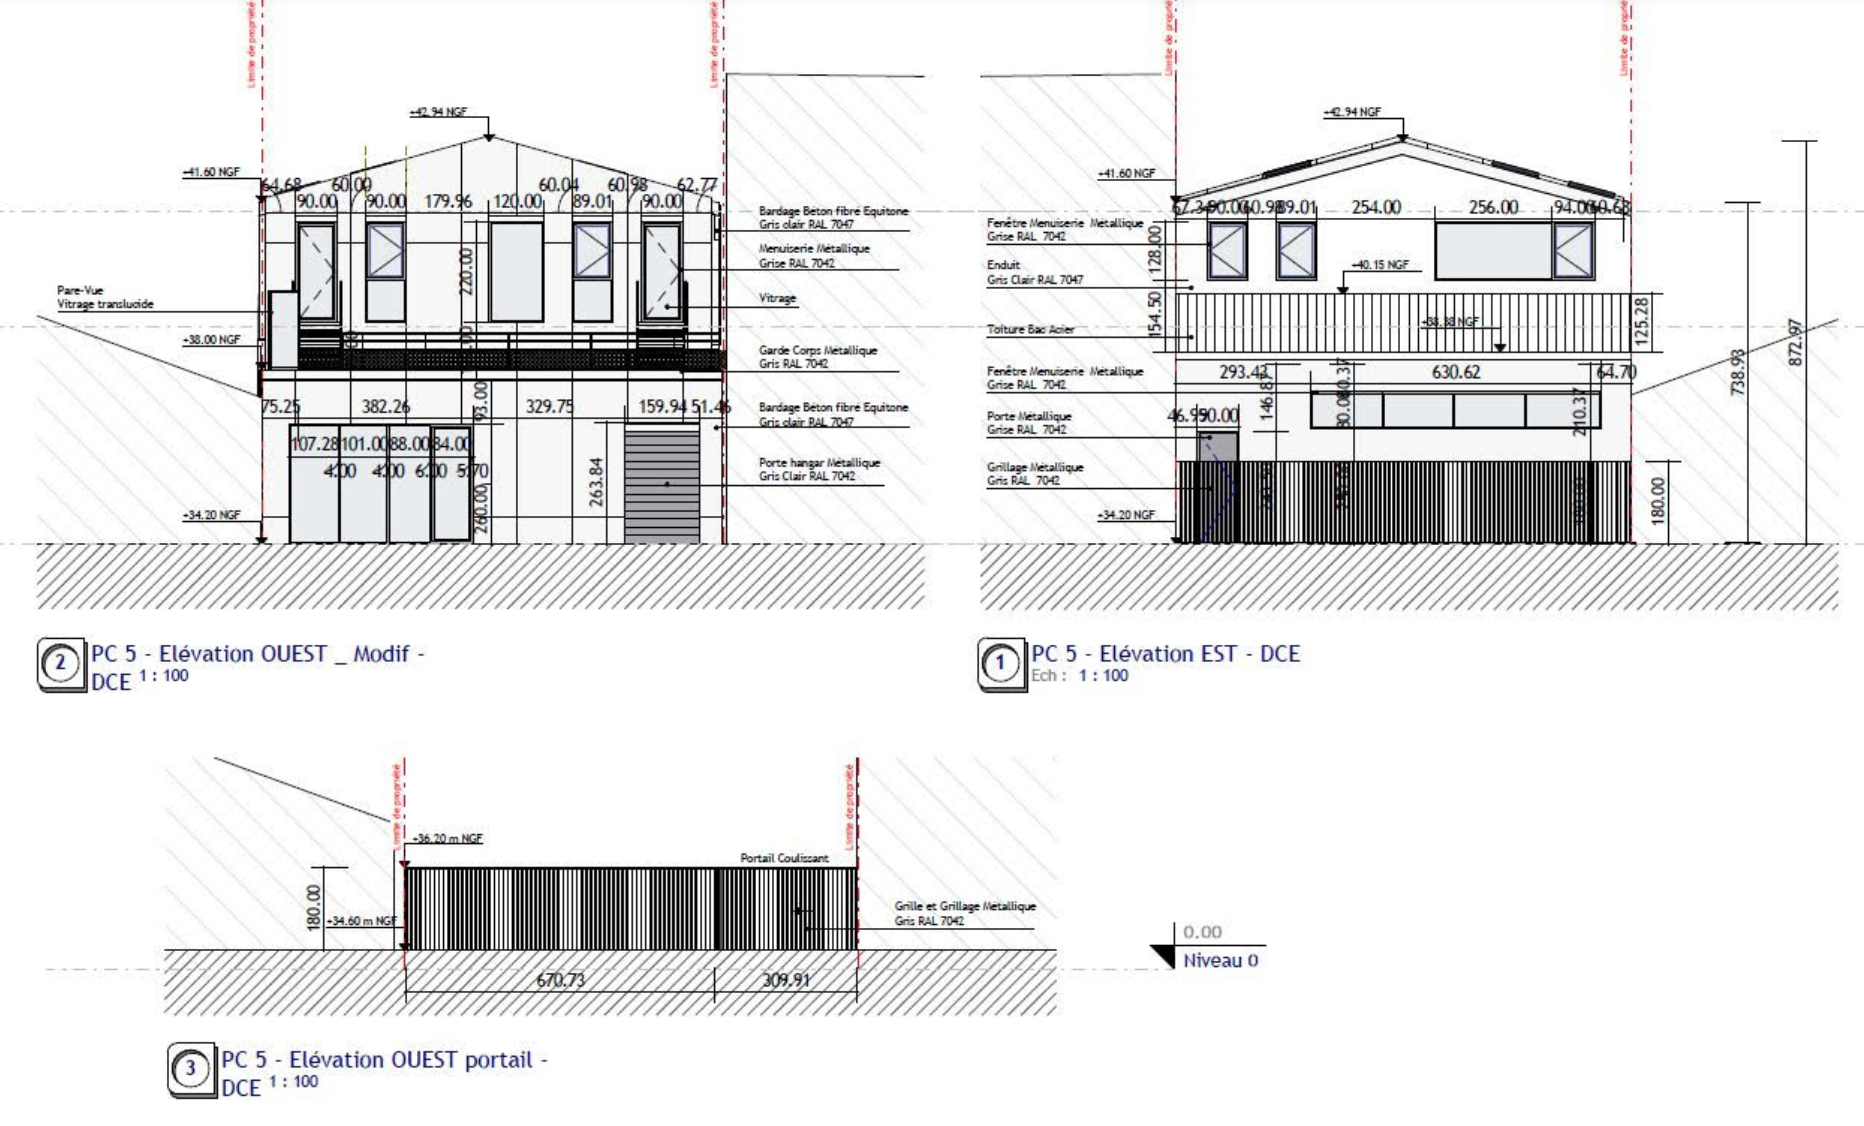 Limite de propriété
Limite de propriété
+42.94 NGF
+41.60 NGF
64.68
60.00
60.04
60.98
62.77
90.00
90.00
179.96
120.00
89.01
90.00
Bardage Béton fibré Equitone
Gris clair RAL 7047
Menuiserie Métallique
Grise RAL 7042
220.00
Pare-Vue
Vitrage translucide
Vitrage
+38.00 NGF
Garde Corps Métallique
Gris RAL 7042
93.00
75.25
382.26
329.75
159.94
51.46
Bardage Béton fibré Equitone
Gris clair RAL 7047
107.28
101.00
88.00
84.00
4.00
4.00
6.00
5.70
260.00
263.84
Porte hangar Métallique
Gris Clair RAL 7042
+34.20 NGF
2
PC 5 - Elévation OUEST _ Modif -
DCE 1 : 100
Limite de propriété
Limite de propriété
+42.94 NGF
+41.60 NGF
90.00
60.98
89.01
254.00
256.00
94.00
60.68
Fenêtre Menuiserie Métallique
Grise RAL 7042
128.00
Enduit
Gris Clair RAL 7047
+40.15 NGF
154.50
Toiture Bac Acier
+38.38 NGF
125.28
872.97
738.93
Fenêtre Menuiserie Métallique
Grise RAL 7042
293.43
630.62
64.70
146.87
210.37
Porte Métallique
Grise RAL 7042
90.00
Grillage Métallique
Gris RAL 7042
180.00
+34.20 NGF
1
PC 5 - Elévation EST - DCE
Ech : 1 : 100
Limite de propriété
Limite de propriété
+36.20 m NGF
Portail Coulissant
180.00
+34.60 m NGF
Grille et Grillage Métallique
Gris RAL 7042
670.73
309.91
0.00
Niveau 0
3
PC 5 - Elévation OUEST portail -
DCE 1 : 100